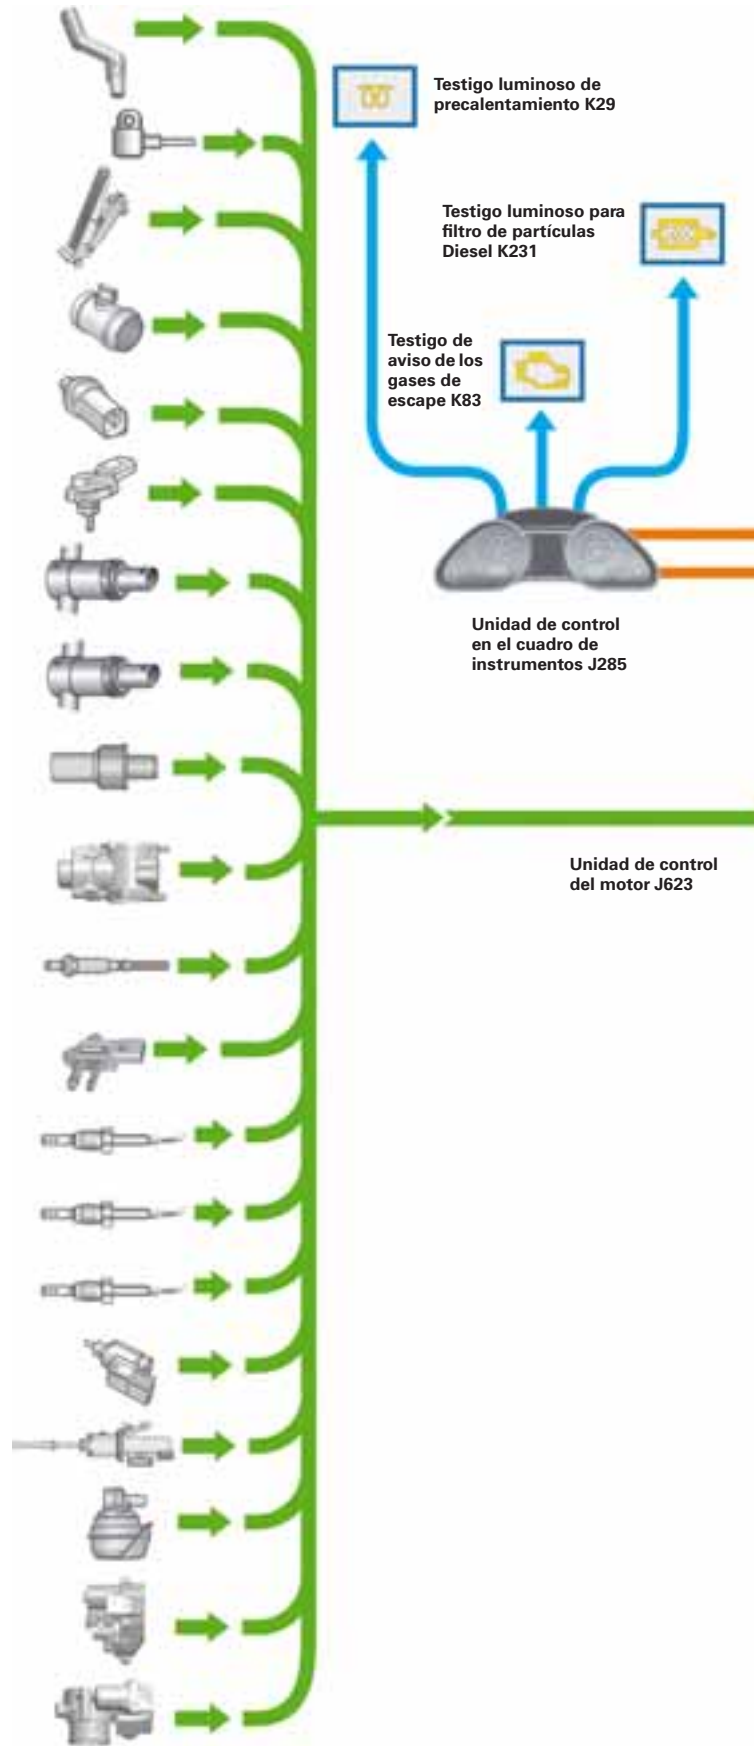 Testigo luminoso de
precalentamiento K29
Testigo luminoso para
filtro de partículas
Diesel K231
Testigo de
aviso de los
gases de
escape K83
Unidad de control
en el cuadro de
instrumentos J285
Unidad de control
del motor J623